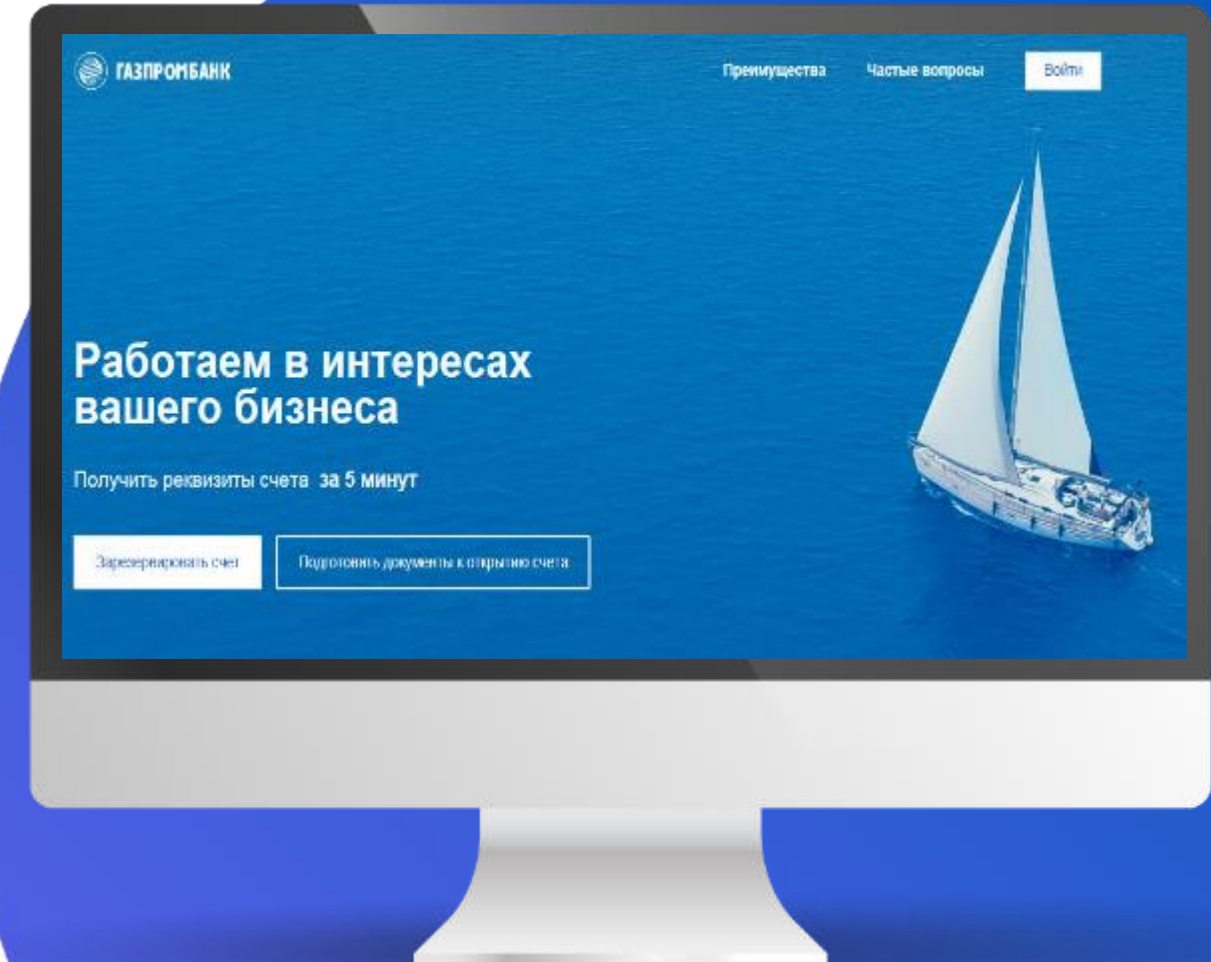 ГАЗПРОМБАНК
Преимущества
Частые вопросы
Войти
Работаем в интересах
вашего бизнеса
Получить реквизиты счета за 5 минут
Зарезервировать счет
Подготовить документы к открытию счета